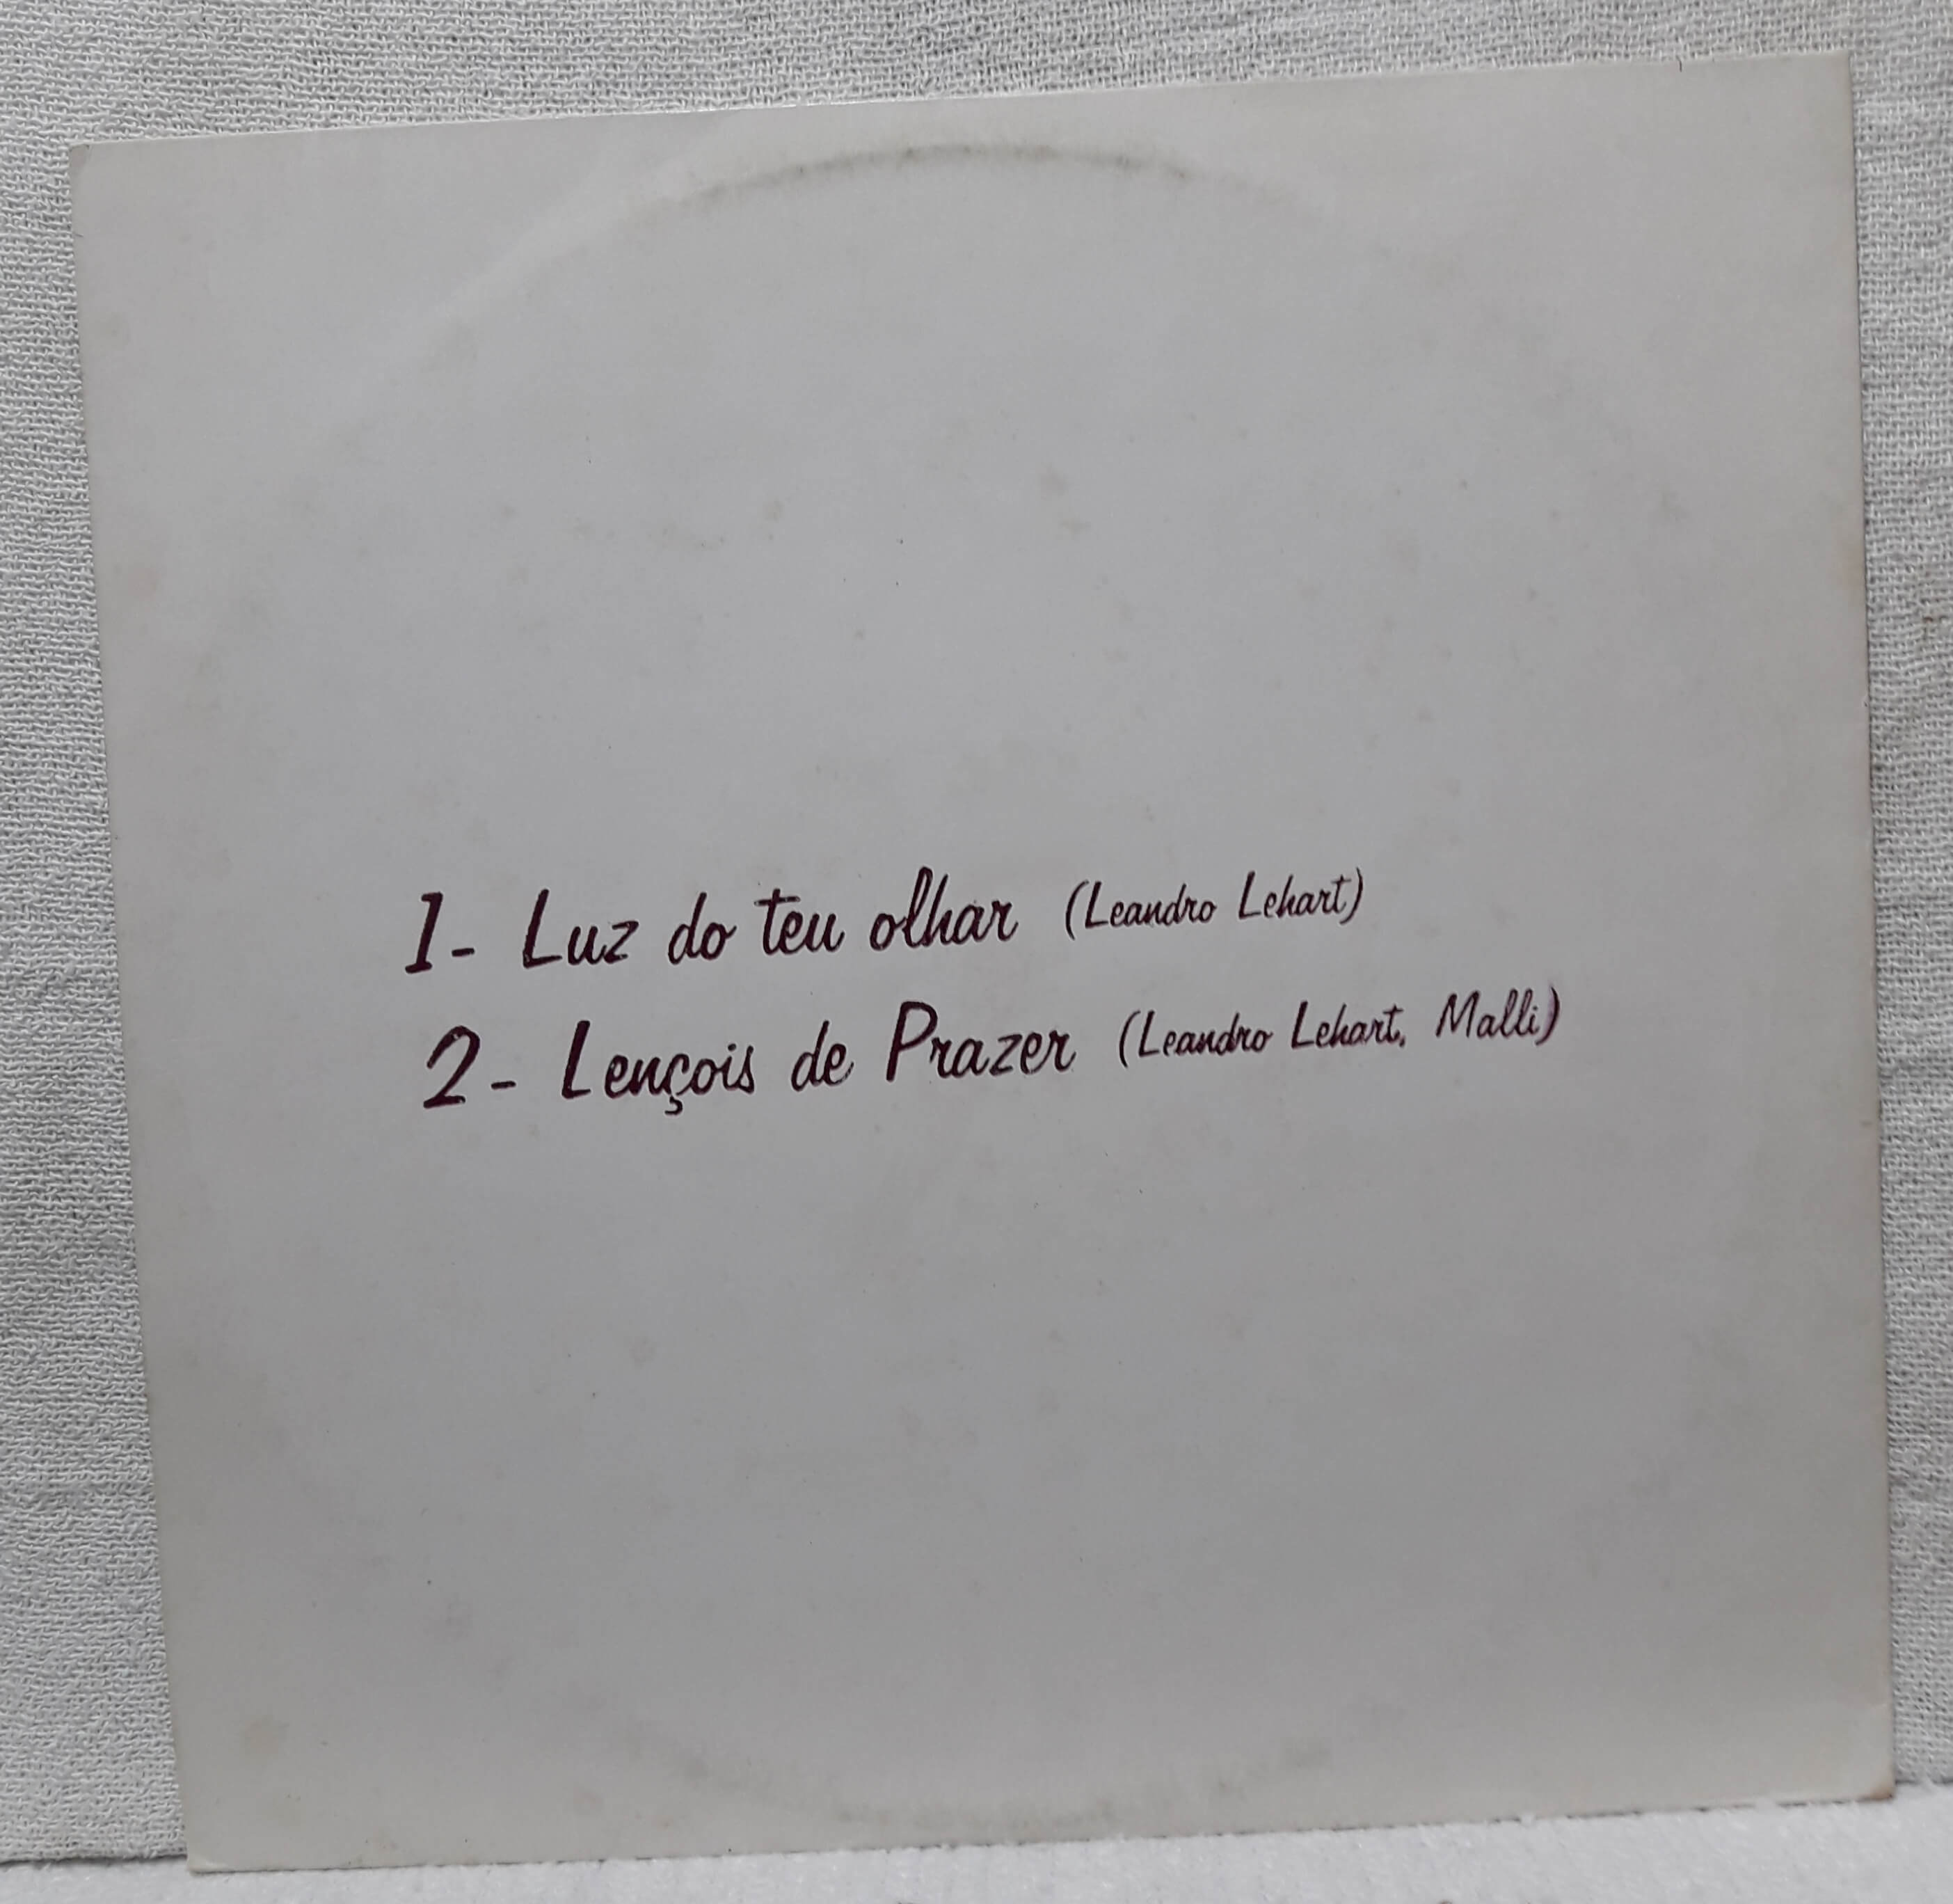 1- Luz do teu olhar (Leandro Lehart)
2- Lençois de Prazer (Leandro Lehart, Malli)